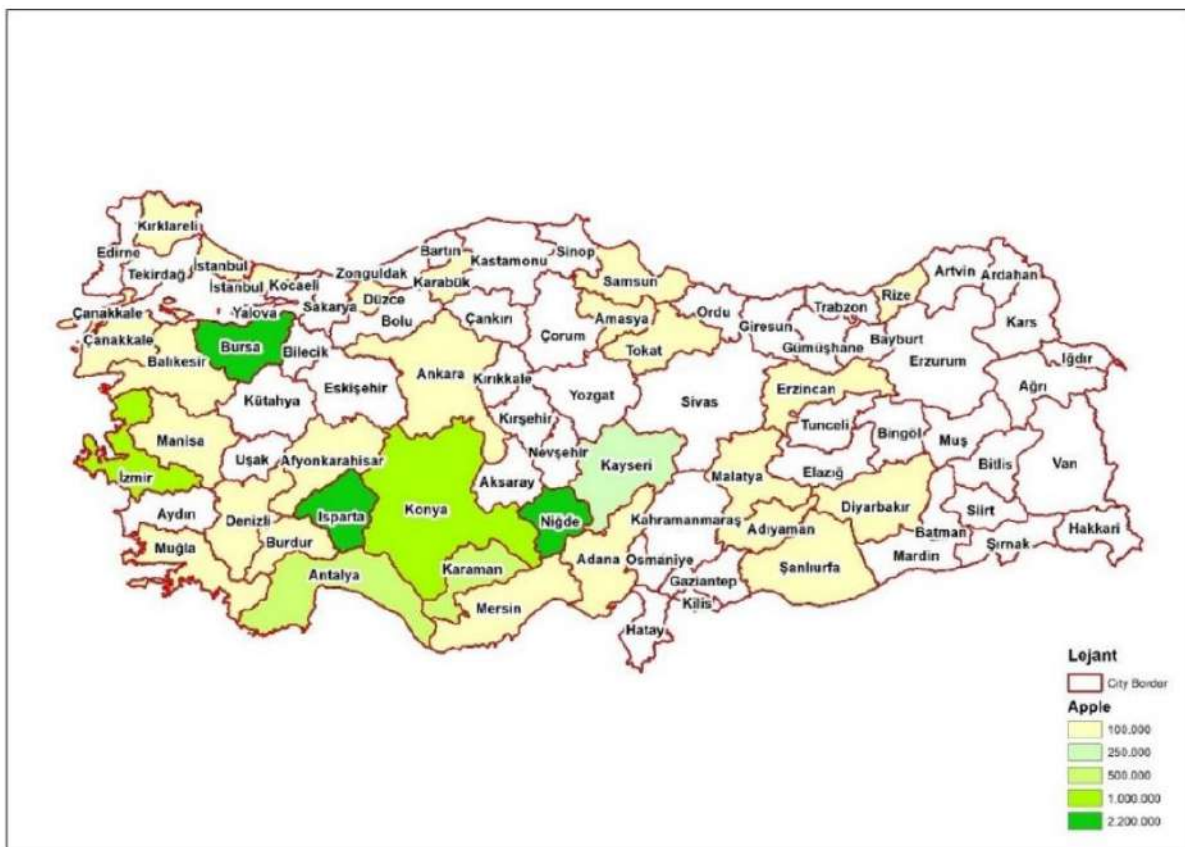 Kırklareli
Edirne
Tekirdağ
İstanbul
İstanbul
Kocaeli
Yalova
Sakarya
Zonguldak
Düzce
Bolu
Bartın
Karabük
Kastamonu
Sinop
Çankırı
Samsun
Amasya
Çorum
Tokat
Ordu
Giresun
Trabzon
Gümüşhane
Rize
Bayburt
Artvin
Ardahan
Kars
Erzurum
Iğdır
Ağrı
Çanakkale
Çanakkale
Balıkesir
Bursa
Bilecik
Kütahya
Eskişehir
Ankara
Kırıkkale
Kırşehir
Yozgat
Sivas
Erzincan
Tunceli
Bingöl
Muş
Elazığ
Bitlis
Van
Manisa
Uşak
Afyonkarahisar
İzmir
Aydın
Denizli
Isparta
Burdur
Konya
Aksaray
Nevşehir
Niğde
Kayseri
Malatya
Kahramanmaraş
Adıyaman
Diyarbakır
Batman
Siirt
Şırnak
Hakkari
Mardin
Şanlıurfa
Muğla
Antalya
Karaman
Mersin
Adana
Osmaniye
Gaziantep
Kilis
Hatay
Lejant
City Border
Apple
100.000
250.000
500.000
1.000.000
2.200.000